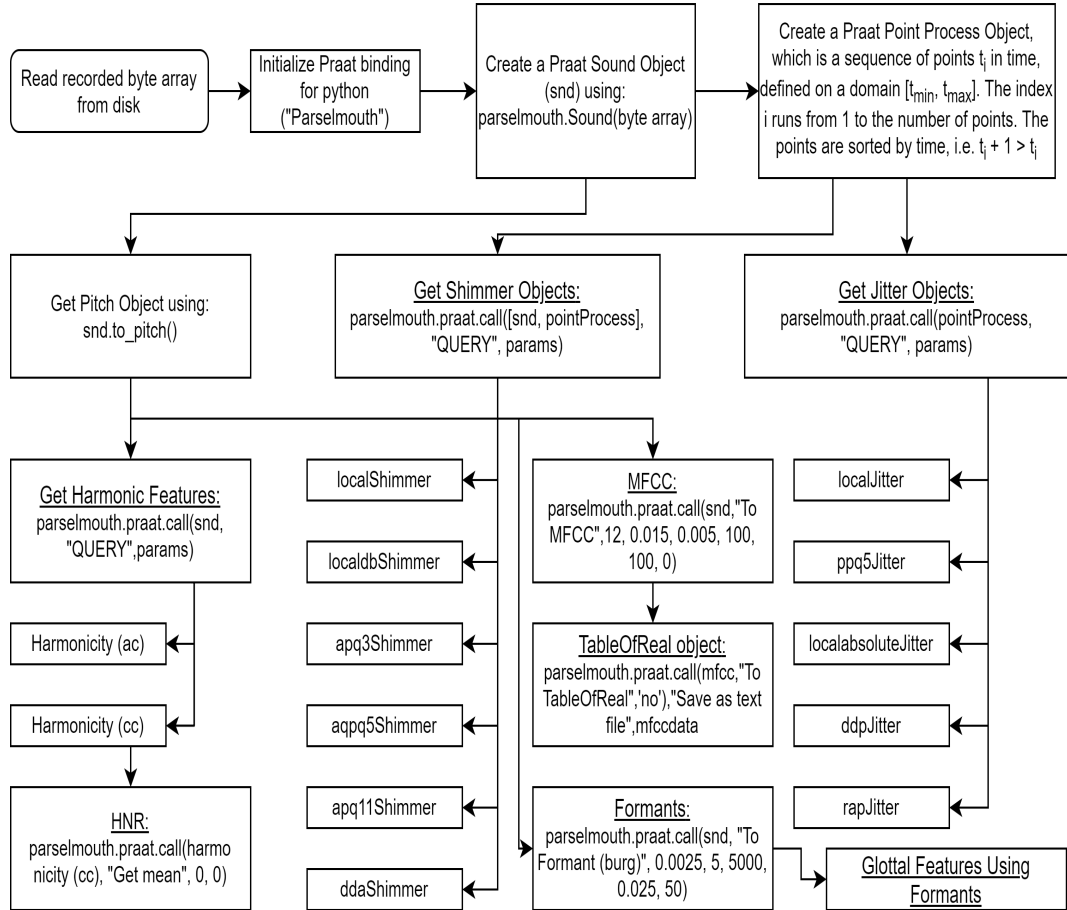 Read recorded byte array
from disk
Initialize Praat binding
for python
("Parselmouth")
Create a Praat Sound Object
(snd) using:
parselmouth.Sound(byte array)
Create a Praat Point Process Object,
which is a sequence of points ti in time,
defined on a domain [tmin, tmax]. The index
i runs from 1 to the number of points. The
points are sorted by time, i.e. ti + 1 > ti
Get Pitch Object using:
snd.to_pitch()
Get Shimmer Objects:
parselmouth.praat.call([snd, pointProcess],
"QUERY", params)
Get Jitter Objects:
parselmouth.praat.call(pointProcess,
"QUERY", params)
Get Harmonic Features:
parselmouth.praat.call(snd,
"QUERY",params)
Harmonicity (ac)
Harmonicity (cc)
HNR:
parselmouth.praat.call(harmo
nicity (cc), "Get mean", 0, 0)
localShimmer
localdbShimmer
apq3Shimmer
aqpq5Shimmer
apq11Shimmer
ddaShimmer
MFCC:
parselmouth.praat.call(snd,"To
MFCC",12, 0.015, 0.005, 100,
100, 0)
TableOfReal object:
parselmouth.praat.call(mfcc,"To
TableOfReal",'no'),"Save as text
file",mfccdata
Formants:
parselmouth.praat.call(snd, "To
Formant (burg)", 0.0025, 5, 5000,
0.025, 50)
localJitter
ppq5Jitter
localabsoluteJitter
ddpJitter
rapJitter
Glottal Features Using
Formants